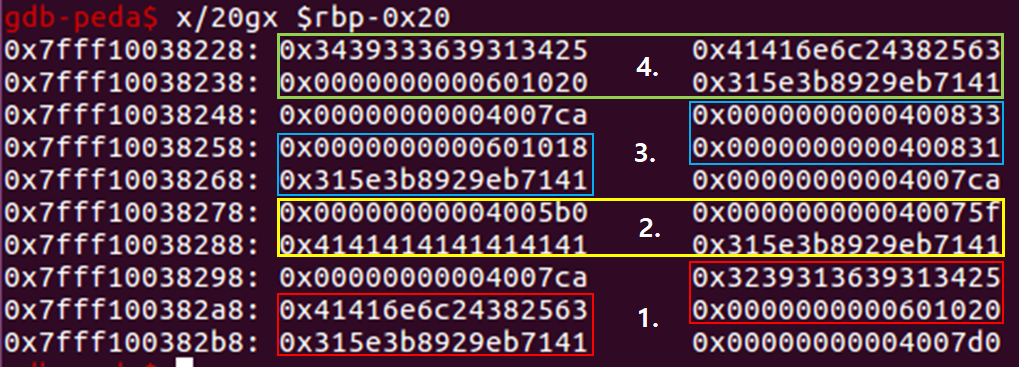 gdb-peda$ x/20gx $rbp-0x20
0x7fff10038228: 0x3439333639313425 0x41416e6c24382563
0x7fff10038238: 0x0000000000601020 0x315e3b8929eb7141
4.
0x7fff10038248: 0x00000000004007ca 0x0000000000400833
0x7fff10038258: 0x0000000000601018 0x0000000000400831
3.
0x7fff10038268: 0x315e3b8929eb7141 0x00000000004007ca
0x7fff10038278: 0x00000000004005b0 0x000000000040075f
2.
0x7fff10038288: 0x4141414141414141 0x315e3b8929eb7141
0x7fff10038298: 0x00000000004007ca 0x3239313639313425
0x7fff100382a8: 0x41416e6c24382563 0x0000000000601020
1.
0x7fff100382b8: 0x315e3b8929eb7141 0x00000000004007d0